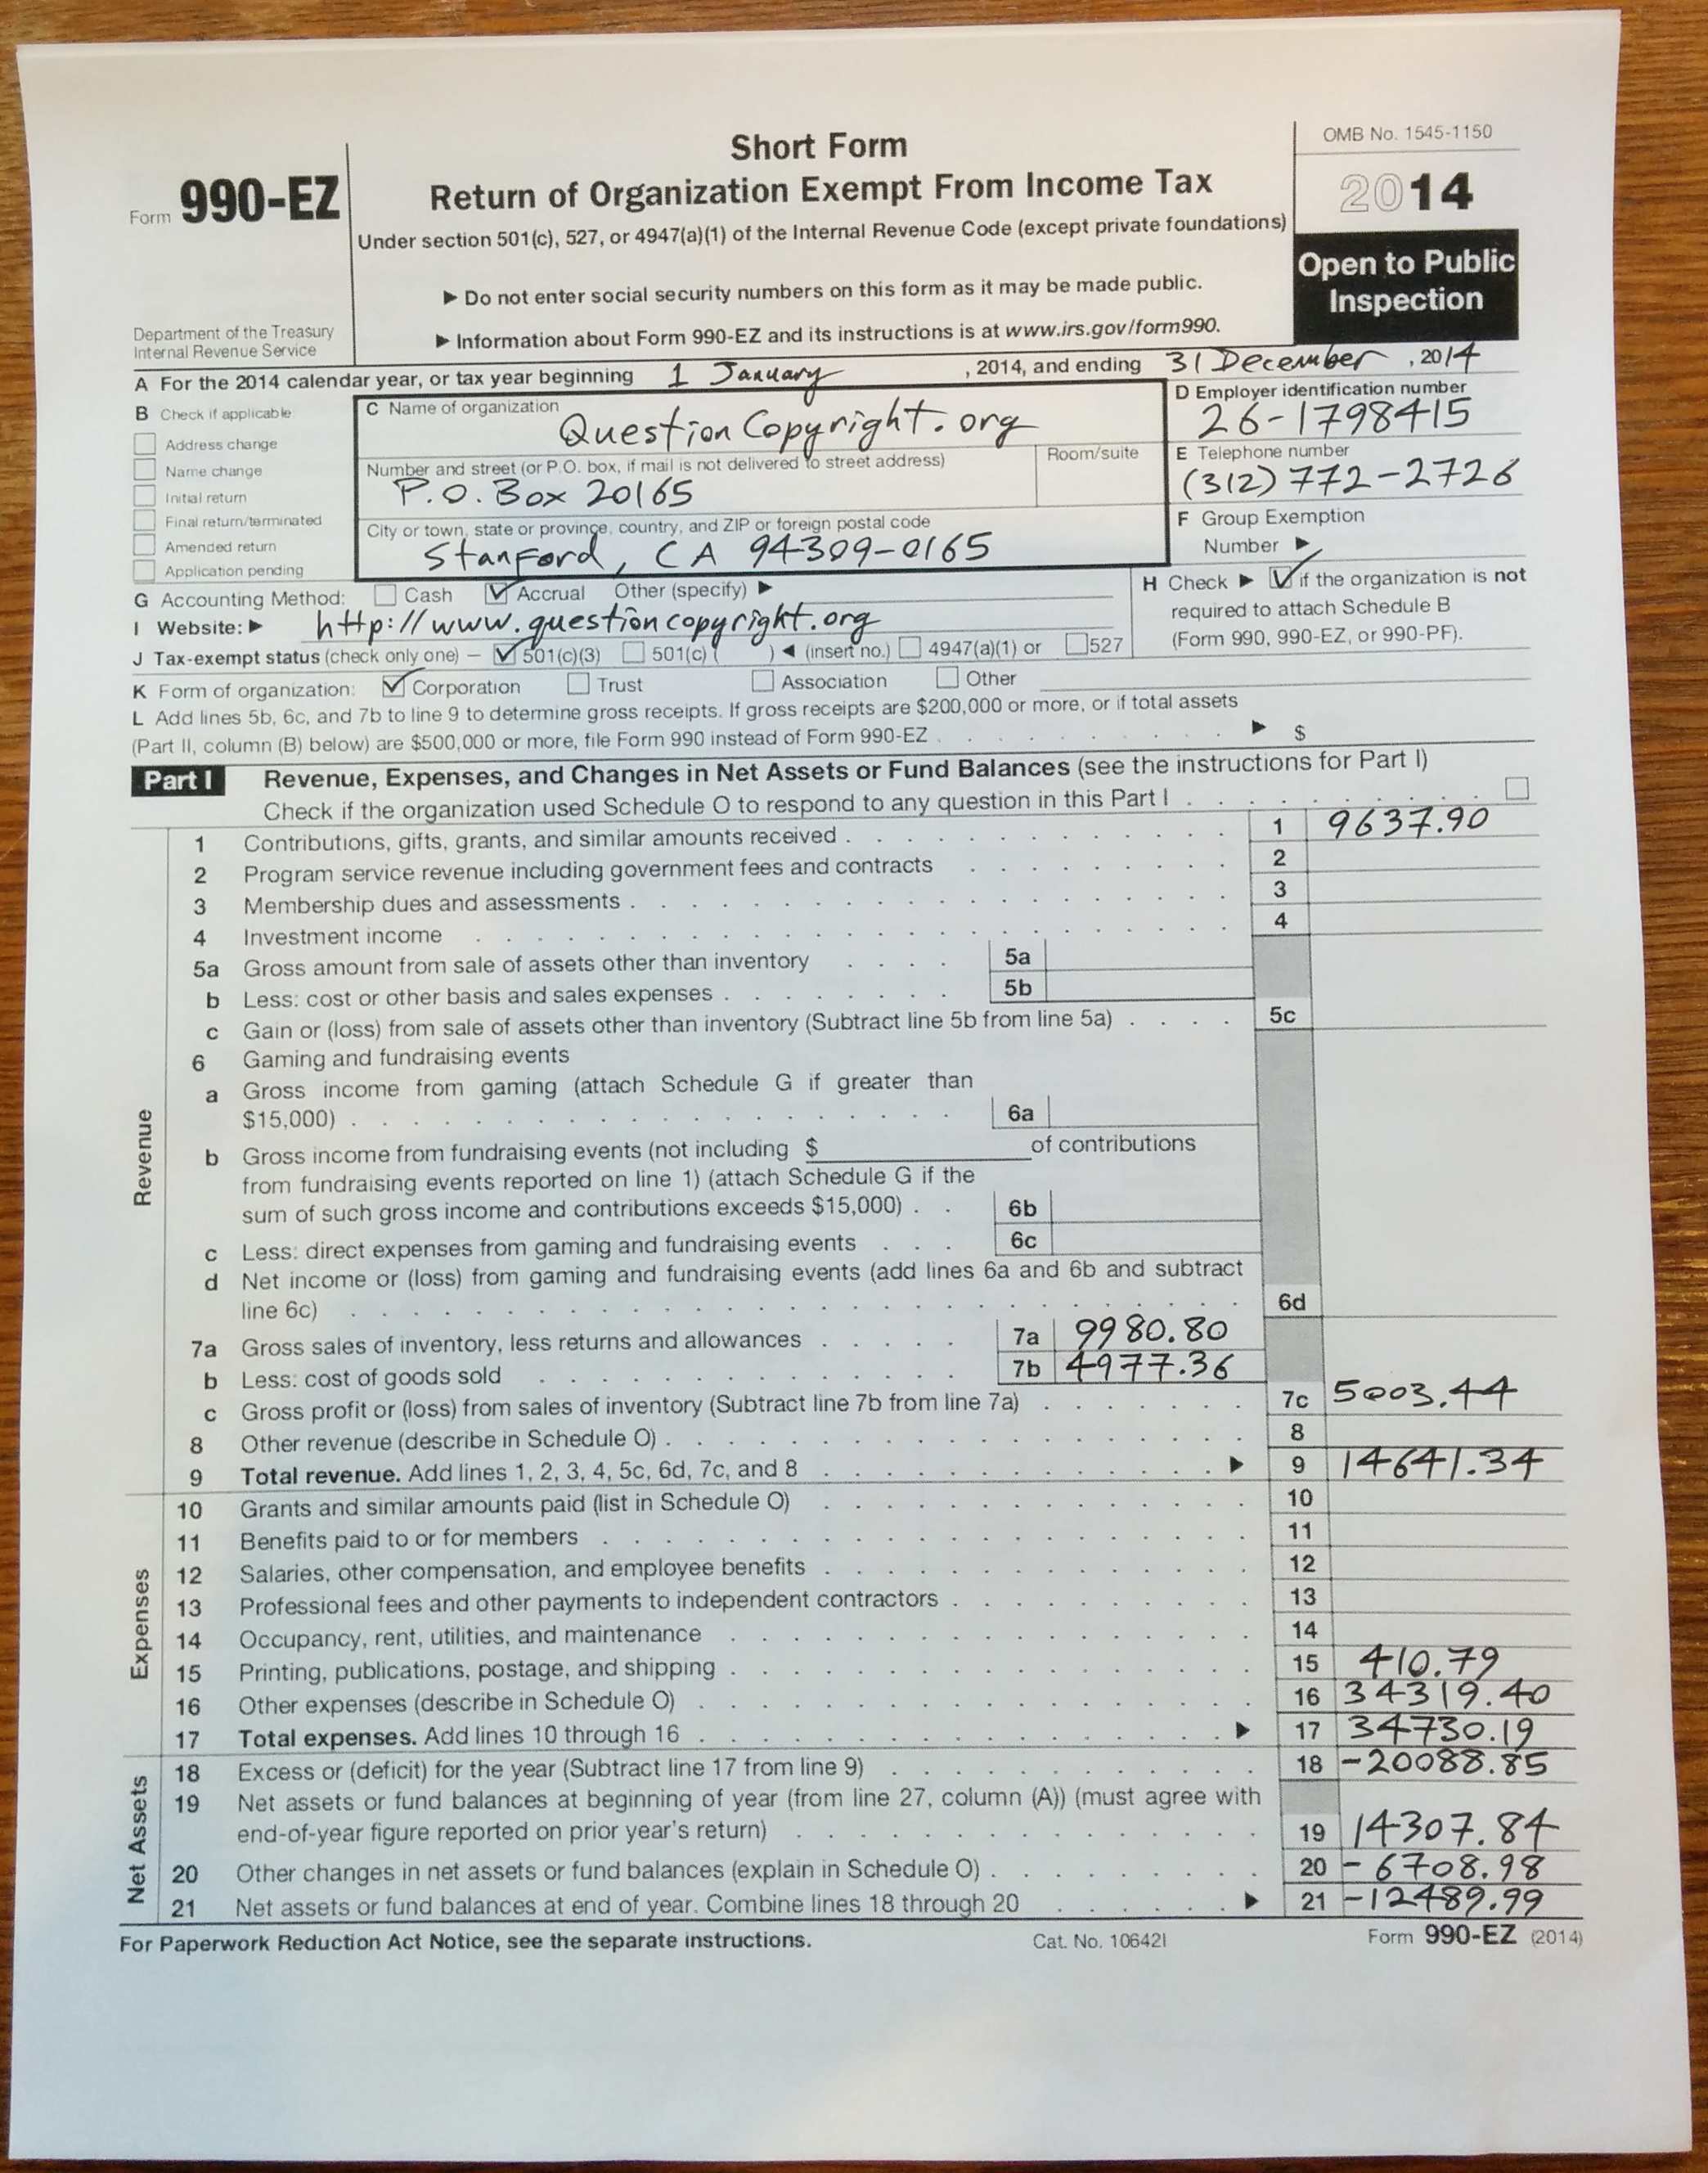 OMB No. 1545-1150
Form 990-EZ
Short Form
Return of Organization Exempt From Income Tax
Under section 501(c), 527, or 4947(a)(1) of the Internal Revenue Code (except private foundations)
2014
▶ Do not enter social security numbers on this form as it may be made public.
▶ Information about Form 990-EZ and its instructions is at www.irs.gov/form990.
Open to Public
Inspection
Department of the Treasury
Internal Revenue Service
A For the 2014 calendar year, or tax year beginning 1 January , 2014, and ending 31 December , 2014
B Check if applicable:
Address change
Name change
Initial return
Final return/terminated
Amended return
Application pending
C Name of organization
QuestionCopyright.org
Number and street (or P.O. box, if mail is not delivered to street address) Room/suite
P.O. Box 20165
City or town, state or province, country, and ZIP or foreign postal code
Stanford, CA 94309-0165
D Employer identification number
26-1798415
E Telephone number
(312) 772-2726
F Group Exemption
Number ▶
G Accounting Method: Cash ✓ Accrual Other (specify) ▶
H Check ▶ ✓ if the organization is not
required to attach Schedule B
(Form 990, 990-EZ, or 990-PF).
I Website: ▶ http://www.questioncopyright.org
J Tax-exempt status (check only one) – ✓ 501(c)(3) 501(c) ( ) ◀ (insert no.) 4947(a)(1) or 527
K Form of organization: ✓ Corporation Trust Association Other
L Add lines 5b, 6c, and 7b to line 9 to determine gross receipts. If gross receipts are $200,000 or more, or if total assets
(Part II, column (B) below) are $500,000 or more, file Form 990 instead of Form 990-EZ . . . . . . . ▶ $
Part I Revenue, Expenses, and Changes in Net Assets or Fund Balances (see the instructions for Part I)
Check if the organization used Schedule O to respond to any question in this Part I . . . . . . .
Revenue
1 Contributions, gifts, grants, and similar amounts received . . . . . 1 9637.90
2 Program service revenue including government fees and contracts . . . . . 2
3 Membership dues and assessments . . . . . 3
4 Investment income . . . . . 4
5a Gross amount from sale of assets other than inventory . . . . 5a
b Less: cost or other basis and sales expenses . . . . . 5b
c Gain or (loss) from sale of assets other than inventory (Subtract line 5b from line 5a) . . . . 5c
6 Gaming and fundraising events
a Gross income from gaming (attach Schedule G if greater than
$15,000) . . . . . 6a
b Gross income from fundraising events (not including $ of contributions
from fundraising events reported on line 1) (attach Schedule G if the
sum of such gross income and contributions exceeds $15,000) . . 6b
c Less: direct expenses from gaming and fundraising events . . . 6c
d Net income or (loss) from gaming and fundraising events (add lines 6a and 6b and subtract
line 6c) . . . . . 6d
7a Gross sales of inventory, less returns and allowances . . . . . 7a 9980.80
b Less: cost of goods sold . . . . . 7b 4977.36
c Gross profit or (loss) from sales of inventory (Subtract line 7b from line 7a) . . . . . 7c 5003.44
8 Other revenue (describe in Schedule O) . . . . . 8
9 Total revenue. Add lines 1, 2, 3, 4, 5c, 6d, 7c, and 8 . . . . . ▶ 9 14641.34
Expenses
10 Grants and similar amounts paid (list in Schedule O) . . . . . 10
11 Benefits paid to or for members . . . . . 11
12 Salaries, other compensation, and employee benefits . . . . . 12
13 Professional fees and other payments to independent contractors . . . . . 13
14 Occupancy, rent, utilities, and maintenance . . . . . 14
15 Printing, publications, postage, and shipping . . . . . 15 410.79
16 Other expenses (describe in Schedule O) . . . . . 16 34319.40
17 Total expenses. Add lines 10 through 16 . . . . . ▶ 17 34730.19
Net Assets
18 Excess or (deficit) for the year (Subtract line 17 from line 9) . . . . . 18 -20088.85
19 Net assets or fund balances at beginning of year (from line 27, column (A)) (must agree with
end-of-year figure reported on prior year's return) . . . . . 19 14307.84
20 Other changes in net assets or fund balances (explain in Schedule O) . . . . . 20 -6708.98
21 Net assets or fund balances at end of year. Combine lines 18 through 20 . . . . . ▶ 21 -12489.99
For Paperwork Reduction Act Notice, see the separate instructions. Cat. No. 10642I Form 990-EZ (2014)